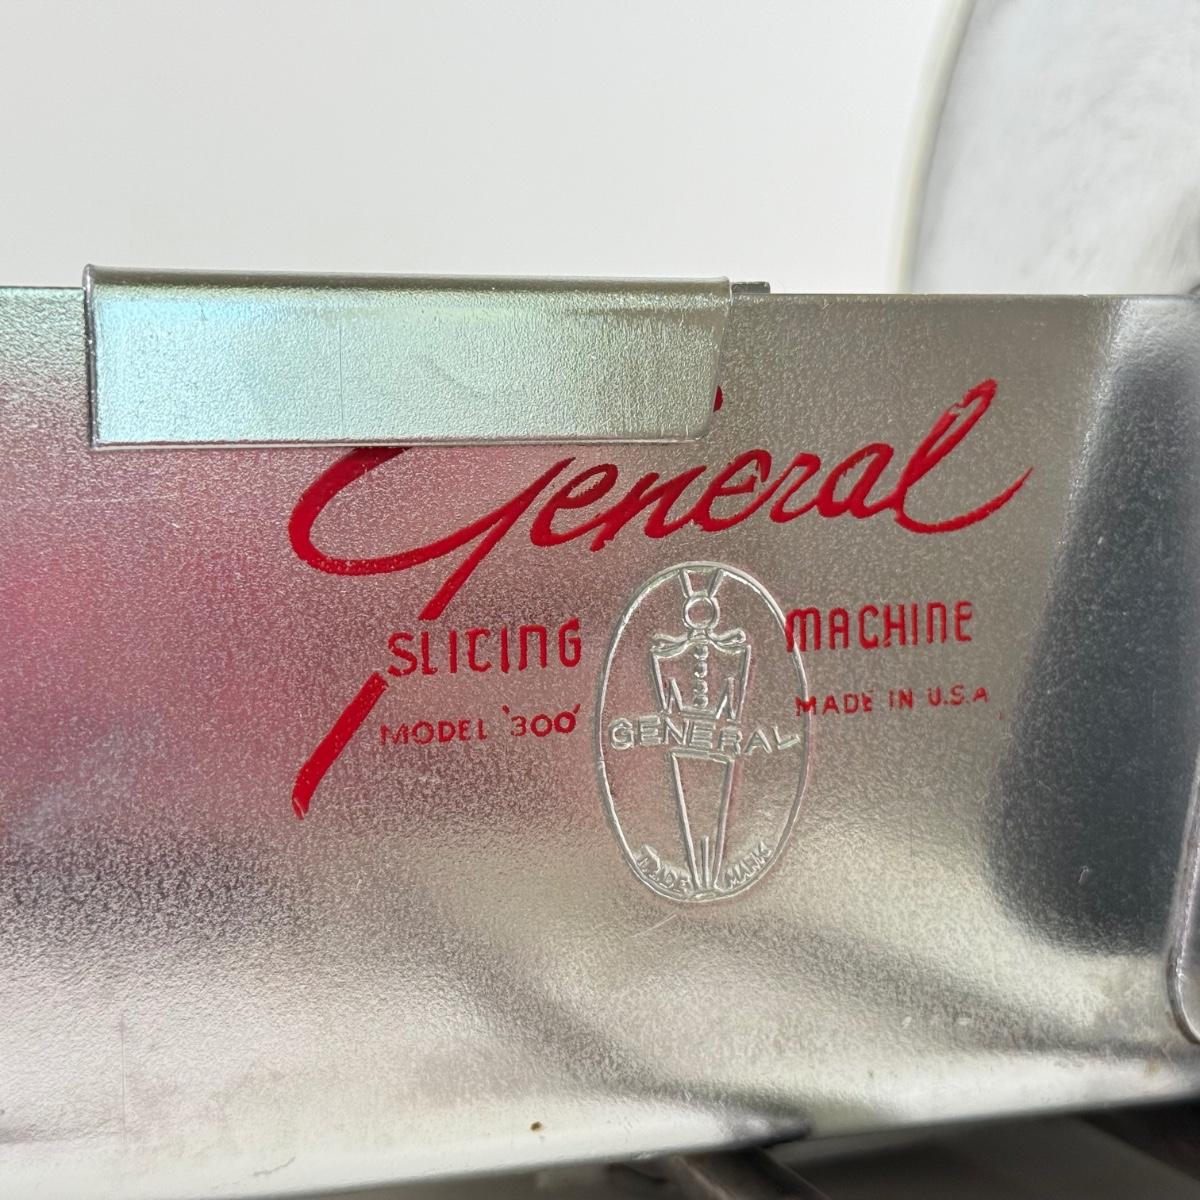 General
SLICING MACHINE
MODEL '300' MADE IN U.S.A.
GENERAL
TRADE MARK